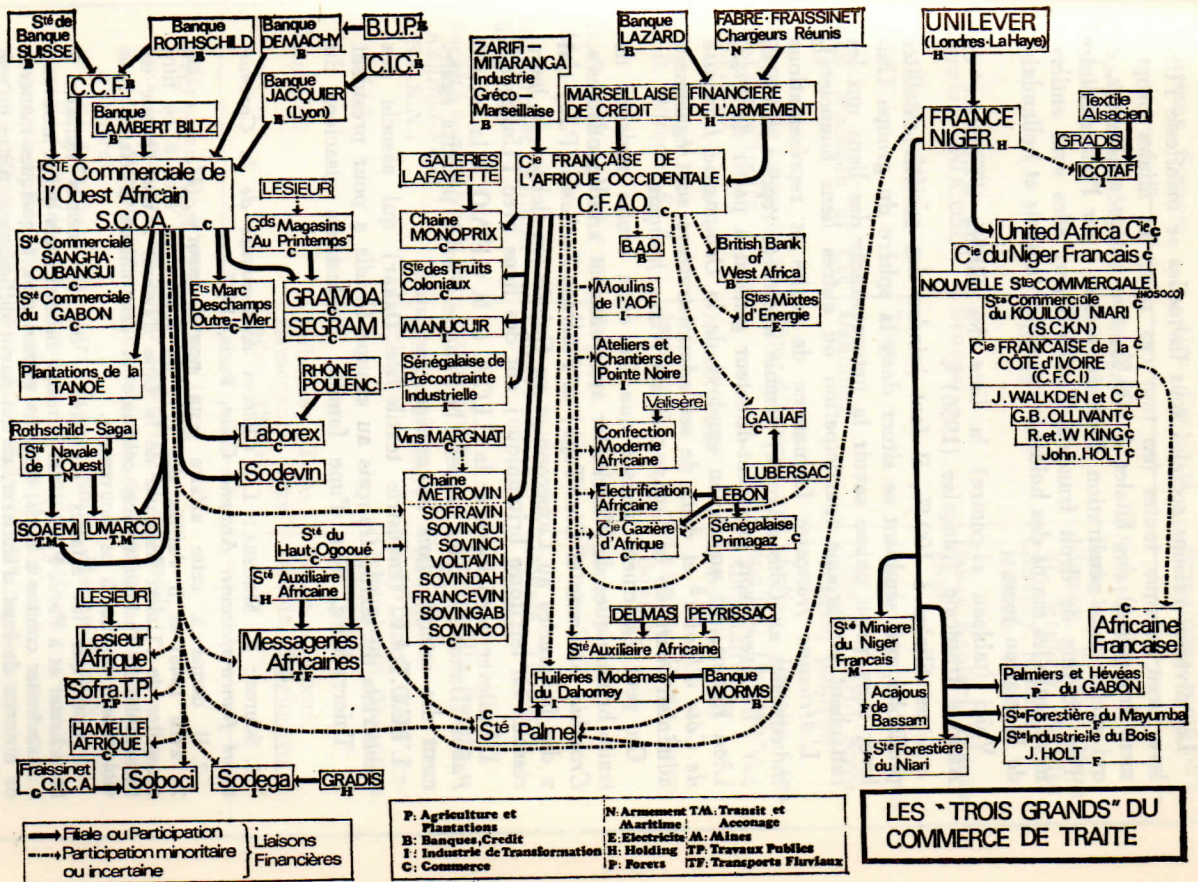 Sté de
Banque
SUISSE
B
Banque
ROTHSCHILD
B
Banque
DEMACHY
B
B.U.P.
B
C.I.C.
B
C.C.F.
B
Banque
JACQUIER
(Lyon)
B
Banque
LAMBERT BILTZ
B
STÉ Commerciale de
l'Ouest Africain
S.C.O.A.
C
Sté Commerciale
SANGHA-
OUBANGUI
C
Sté Commerciale
du GABON
C
Plantations de la
TANOË
P
LESIEUR
Gds Magasins
"Au Printemps"
C
Ets Marc
Deschamps
Outre-Mer
C
GRAMOA
C
SEGRAM
C
RHÔNE
POULENC
Laborex
C
Sodevin
C
Rothschild-Saga
Sté Navale
de l'Ouest
N
SOAEM
T.M
UMARCO
T.M
LESIEUR
Lesieur
Afrique
I
Sofra.T.P
T.P
HAMELLE
AFRIQUE
C
Fraissinet
C.I.C.A
C
Soboci
I
Sodega
I
GRADIS
H
Sté du
Haut-Ogooué
C
Sté Auxiliaire
Africaine
H
Messageries
Africaines
TF
ZARIFI-
MITARANGA
Industrie
Gréco-
Marseillaise
B
MARSEILLAISE
DE CREDIT
B
Banque
LAZARD
B
FABRE-FRAISSINET
Chargeurs Réunis
N
FINANCIERE
DE L'ARMEMENT
H
Cie FRANÇAISE DE
L'AFRIQUE OCCIDENTALE
C.F.A.O.
C
GALERIES
LAFAYETTE
C
Chaine
MONOPRIX
C
Ste des Fruits
Coloniaux
C
MANUCUIR
I
Sénégalaise de
Précontrainte
Industrielle
I
Vins MARGNAT
C
Chaine
METROVIN
SOFRAVIN
SOVINGUI
SOVINCI
VOLTAVIN
SOVINDAH
FRANCEVIN
SOVINGAB
SOVINCO
C
B.A.O.
B
British Bank
of
West Africa
B
Moulins
de l'AOF
I
Stes Mixtes
d'Energie
E
Ateliers et
Chantiers de
Pointe Noire
I
Valisère
Confection
Moderne
Africaine
I
GALIAF
C
LUBERSAC
Electrification
Africaine
I
LEBON
Cie Gazière
d'Afrique
C
Sénégalaise
Primagaz
C
DELMAS
PEYRISSAC
Sté Auxiliaire Africaine
H
Huileries Modernes
du Dahomey
I
Banque
WORMS
B
C
Sté Palme
UNILEVER
(Londres-La Haye)
H
FRANCE
NIGER
H
Textile
Alsacien
GRADIS
H
ICOTAF
I
United Africa Cie
C
Cie du Niger Francais
C
NOUVELLE Ste COMMERCIALE
(NOSOCO)
C
Ste Commerciale
du KOUILOU NIARI
(S.C.K.N)
C
Cie FRANÇAISE de la
CÔTE d'IVOIRE
(C.F.C.I)
C
J. WALKDEN et C
C
G.B. OLLIVANT
C
R. et. W KING
C
John. HOLT
C
C
Africaine
Française
Sté Miniere
du Niger
Francais
M
Acajous
de
Bassam
F
Ste Forestière
du Niari
F
Palmiers et Hévéas
du GABON
P
Ste Forestière du Mayumba
F
Ste Industrielle du Bois
J. HOLT
F
Filiale ou Participation
Participation minoritaire
ou incertaine
Liaisons
Financières
P: Agriculture et
Plantations
B: Banques, Credit
I: Industrie de Transformation
C: Commerce
N: Armement
Maritime
E: Electricité
H: Holding
P: Forets
TM: Transit et
Acconage
M: Mines
TP: Travaux Publics
TF: Transports Fluviaux
LES "TROIS GRANDS" DU
COMMERCE DE TRAITE